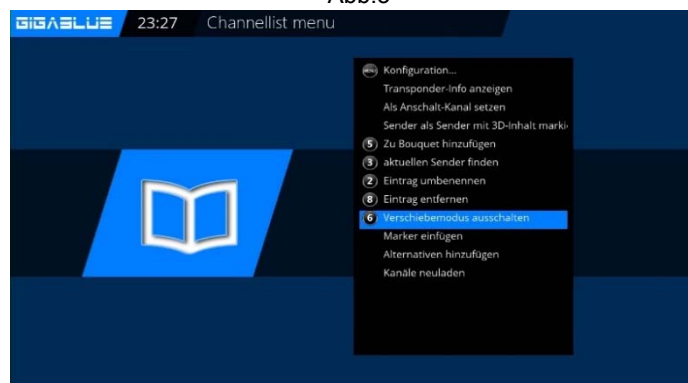 GIGABLUE 23:27 Channellist menu
MENU Konfiguration...
Transponder-Info anzeigen
Als Anschalt-Kanal setzen
Sender als Sender mit 3D-Inhalt marki
5 Zu Bouquet hinzufügen
3 aktuellen Sender finden
2 Eintrag umbenennen
8 Eintrag entfernen
6 Verschiebemodus ausschalten
Marker einfügen
Alternativen hinzufügen
Kanäle neuladen